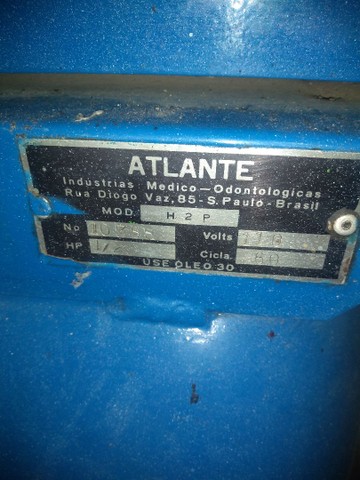 ATLANTE
Industrias Medico-Odontologicas
Rua Diogo Vaz, 85-S. Paulo-Brasil
MOD. H 2 P
No Volts
HP 1/2 Cicla. 60
USE OLEO 30